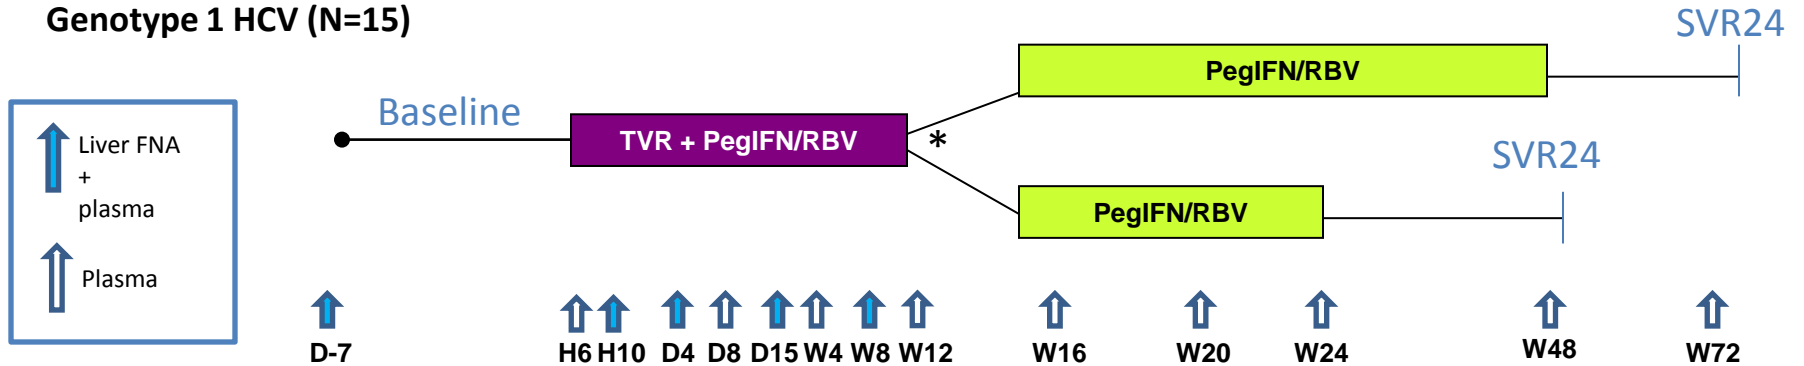 Genotype 1 HCV (N=15)
SVR24
PegIFN/RBV
Baseline
TVR + PegIFN/RBV
*
Liver FNA
+
plasma
SVR24
PegIFN/RBV
Plasma
D-7 H6 H10 D4 D8 D15 W4 W8 W12 W16 W20 W24 W48 W72